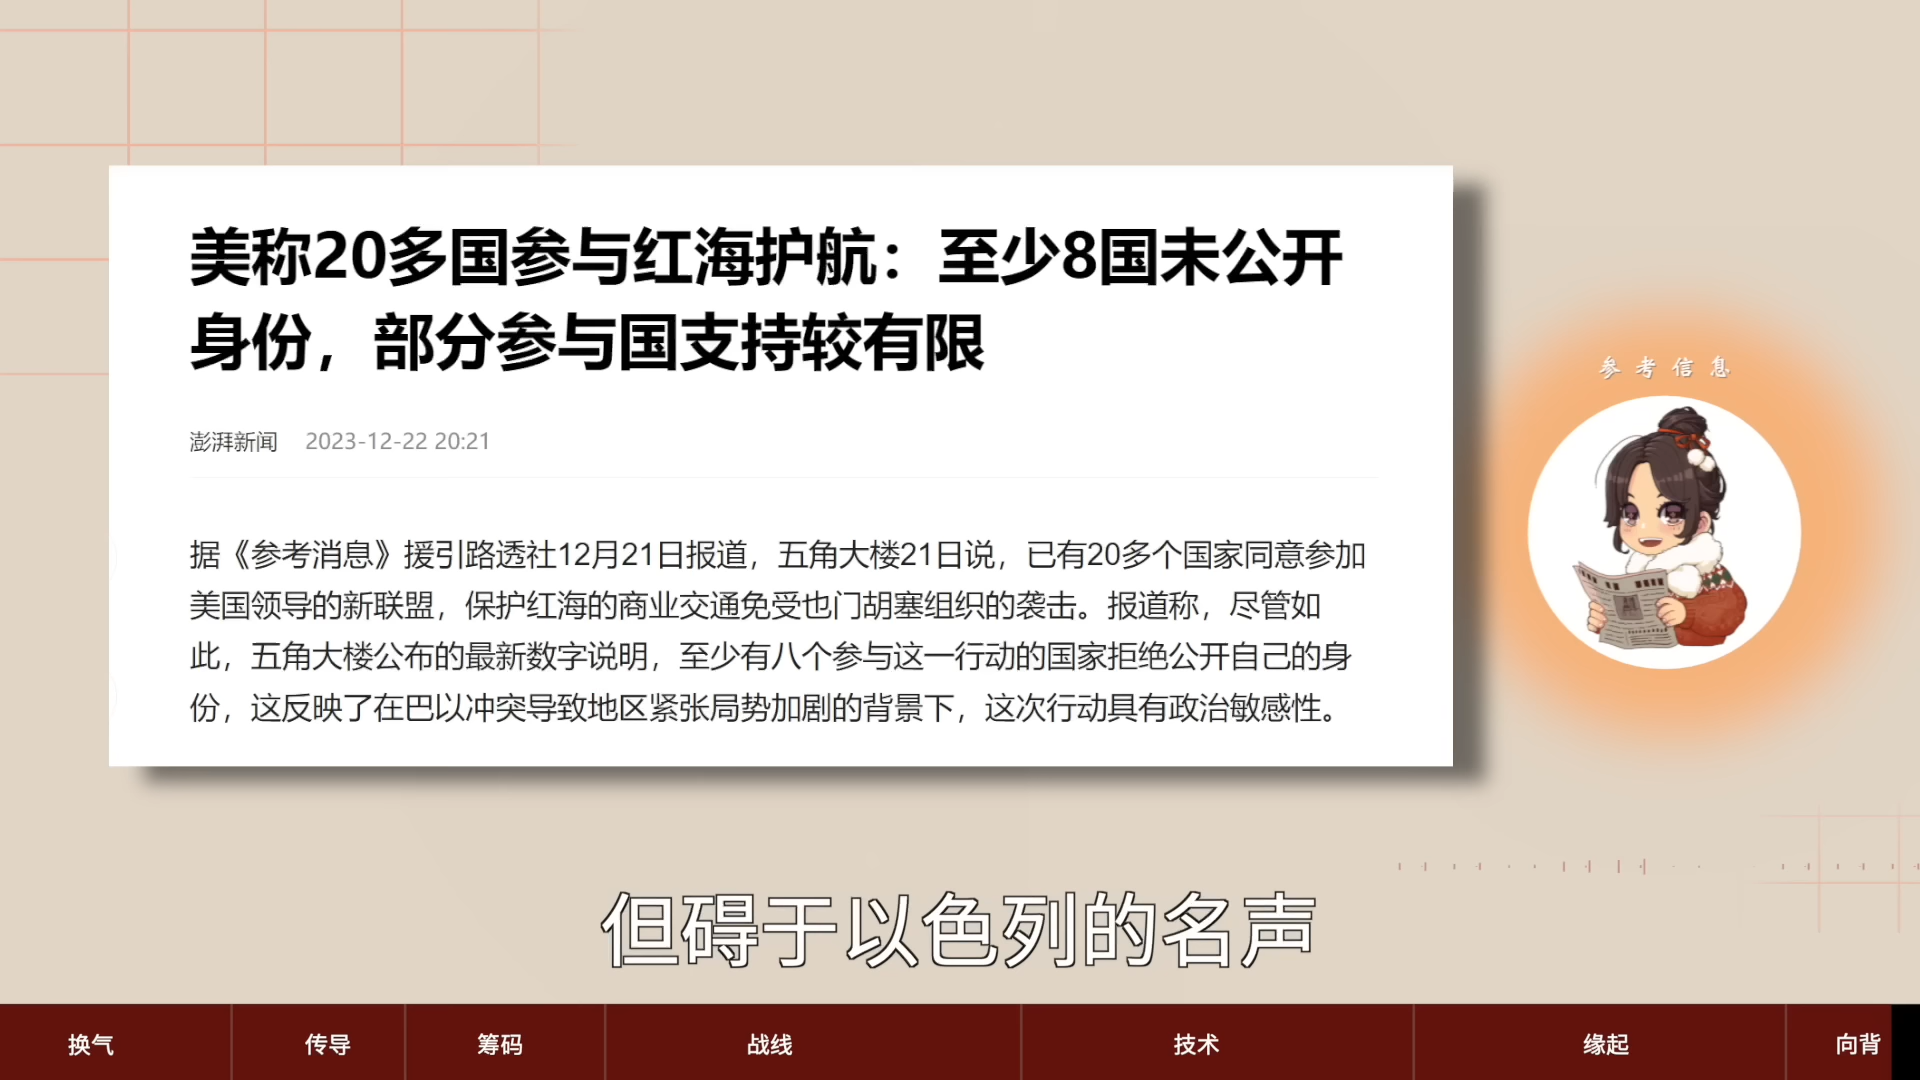 美称20多国参与红海护航：至少8国未公开
身份，部分参与国支持较有限
澎湃新闻 2023-12-22 20:21
据《参考消息》援引路透社12月21日报道，五角大楼21日说，已有20多个国家同意参加
美国领导的新联盟，保护红海的商业交通免受也门胡塞组织的袭击。报道称，尽管如
此，五角大楼公布的最新数字说明，至少有八个参与这一行动的国家拒绝公开自己的身
份，这反映了在巴以冲突导致地区紧张局势加剧的背景下，这次行动具有政治敏感性。
参考信息
但碍于以色列的名声
换气 传导 筹码 战线 技术 缘起 向背